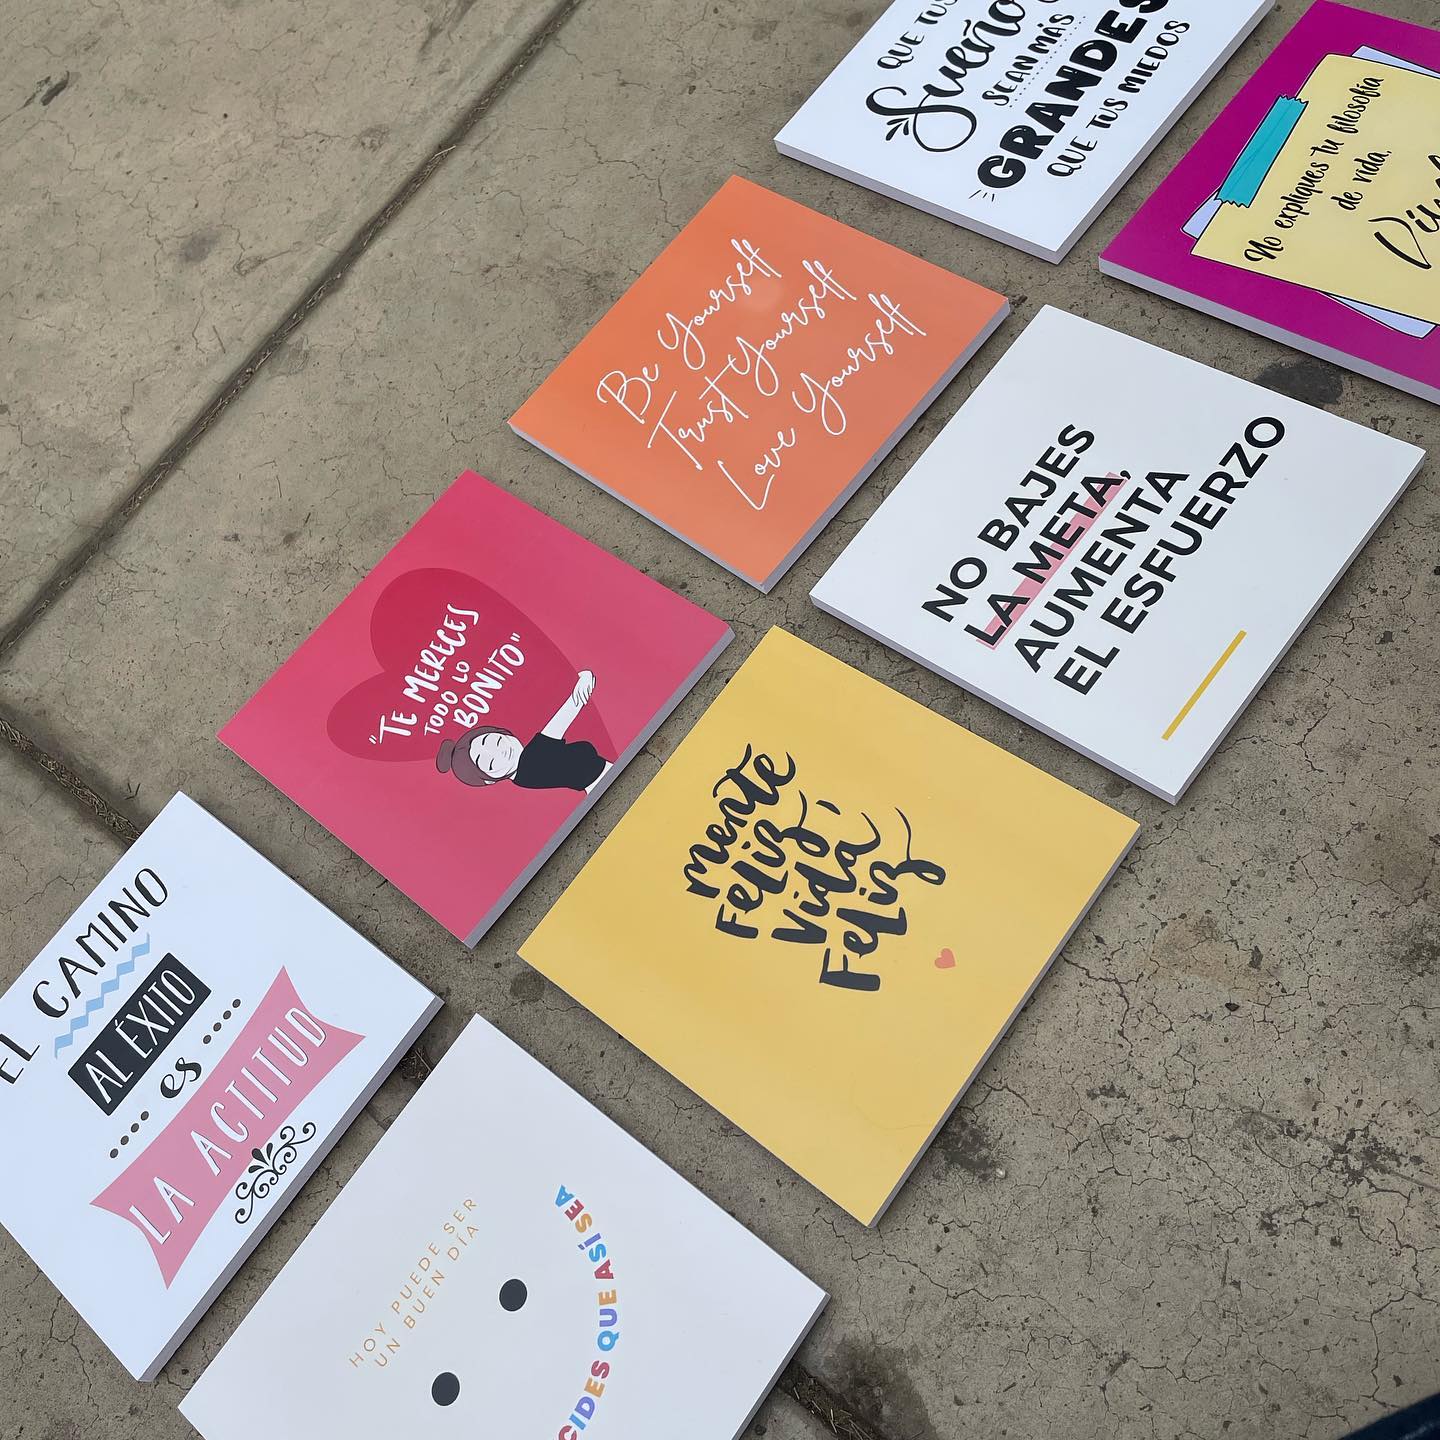 QUE TUS
Sueños
SEAN MÁS
GRANDES
QUE TUS MIEDOS
No expliques tu filosofía
de vida.
Be Yourself
Trust Yourself
Love Yourself
NO BAJES
LA META,
AUMENTA
EL ESFUERZO
"TE MERECES
TODO LO
BONITO"
mente
Feliz,
Vida
Feliz
EL CAMINO
AL ÉXITO
es
LA ACTITUD
HOY PUEDE SER
UN BUEN DÍA
CIDES QUE ASÍ SEA